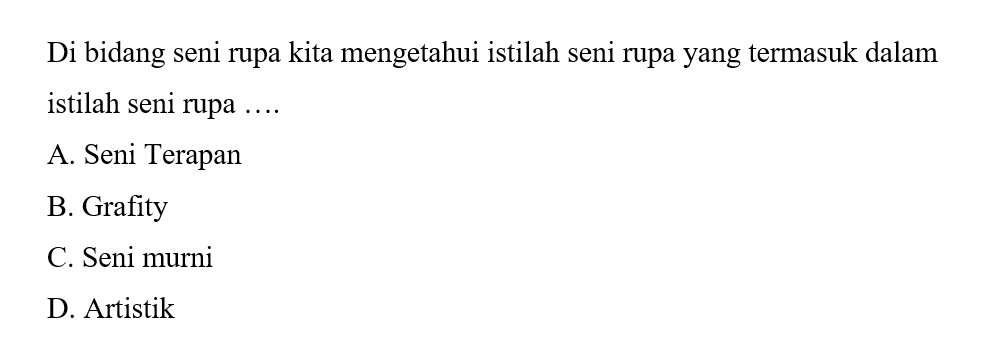 Di bidang seni rupa kita mengetahui istilah seni rupa yang termasuk dalam
istilah seni rupa ….
A. Seni Terapan
B. Grafity
C. Seni murni
D. Artistik